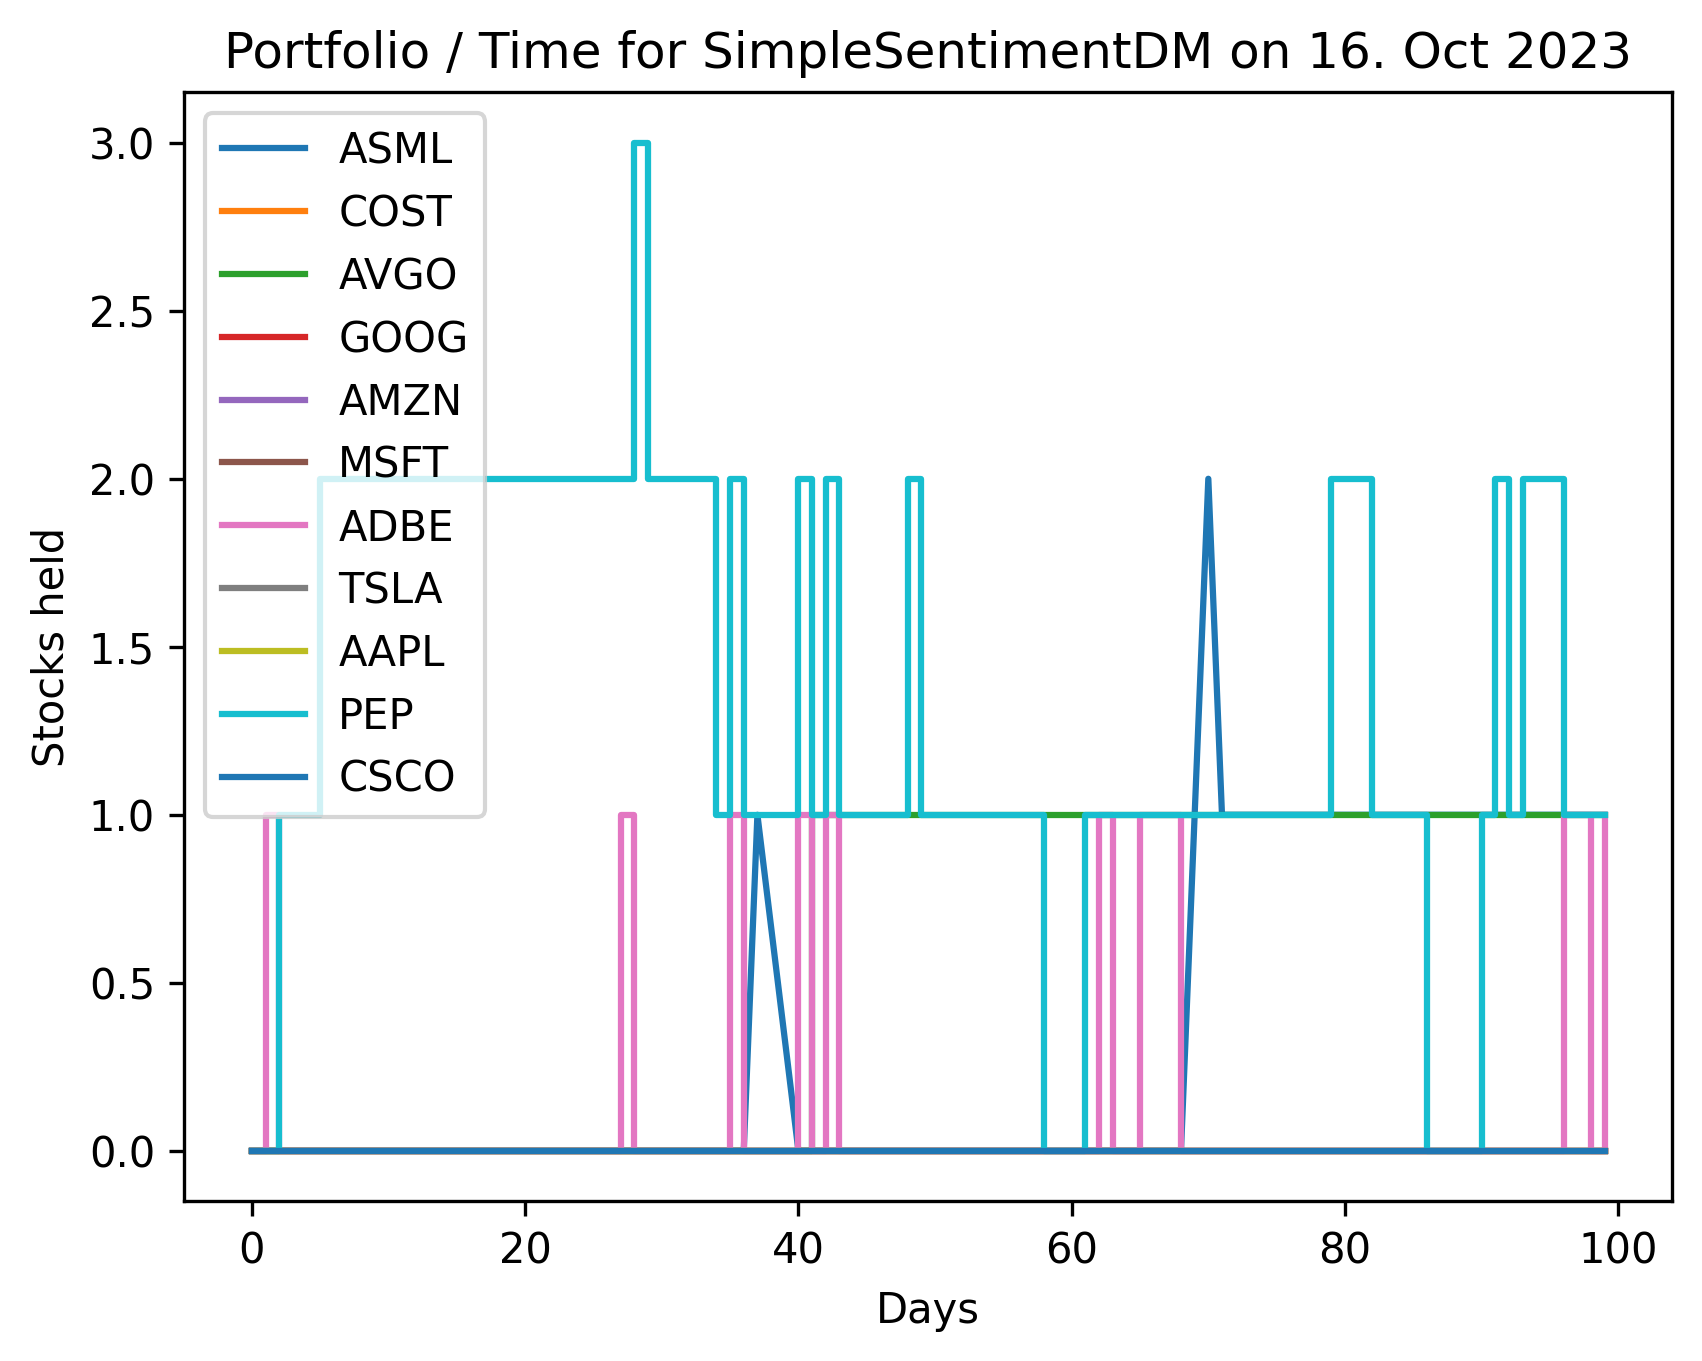 Portfolio / Time for SimpleSentimentDM on 16. Oct 2023
ASML
COST
AVGO
GOOG
AMZN
MSFT
ADBE
TSLA
AAPL
PEP
CSCO
3.0
2.5
2.0
1.5
1.0
0.5
0.0
Stocks held
0 20 40 60 80 100
Days